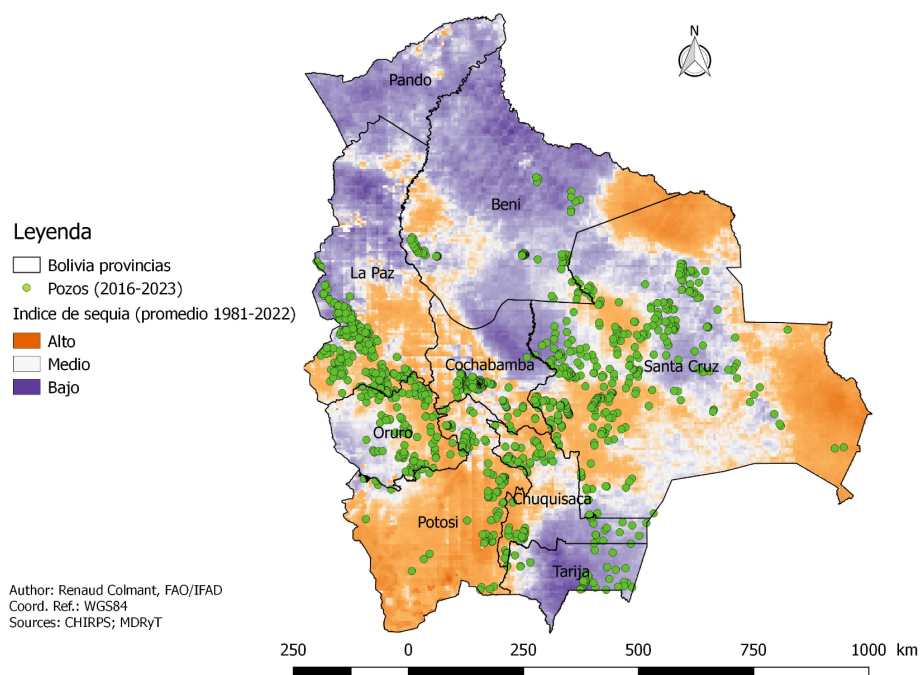 N
Pando
Beni
La Paz
Cochabamba
Santa Cruz
Oruro
Chuquisaca
Potosi
Tarija
Leyenda
Bolivia provincias
Pozos (2016-2023)
Indice de sequia (promedio 1981-2022)
Alto
Medio
Bajo
Author: Renaud Colmant, FAO/IFAD
Coord. Ref.: WGS84
Sources: CHIRPS; MDRyT
250 0 250 500 750 1000 km